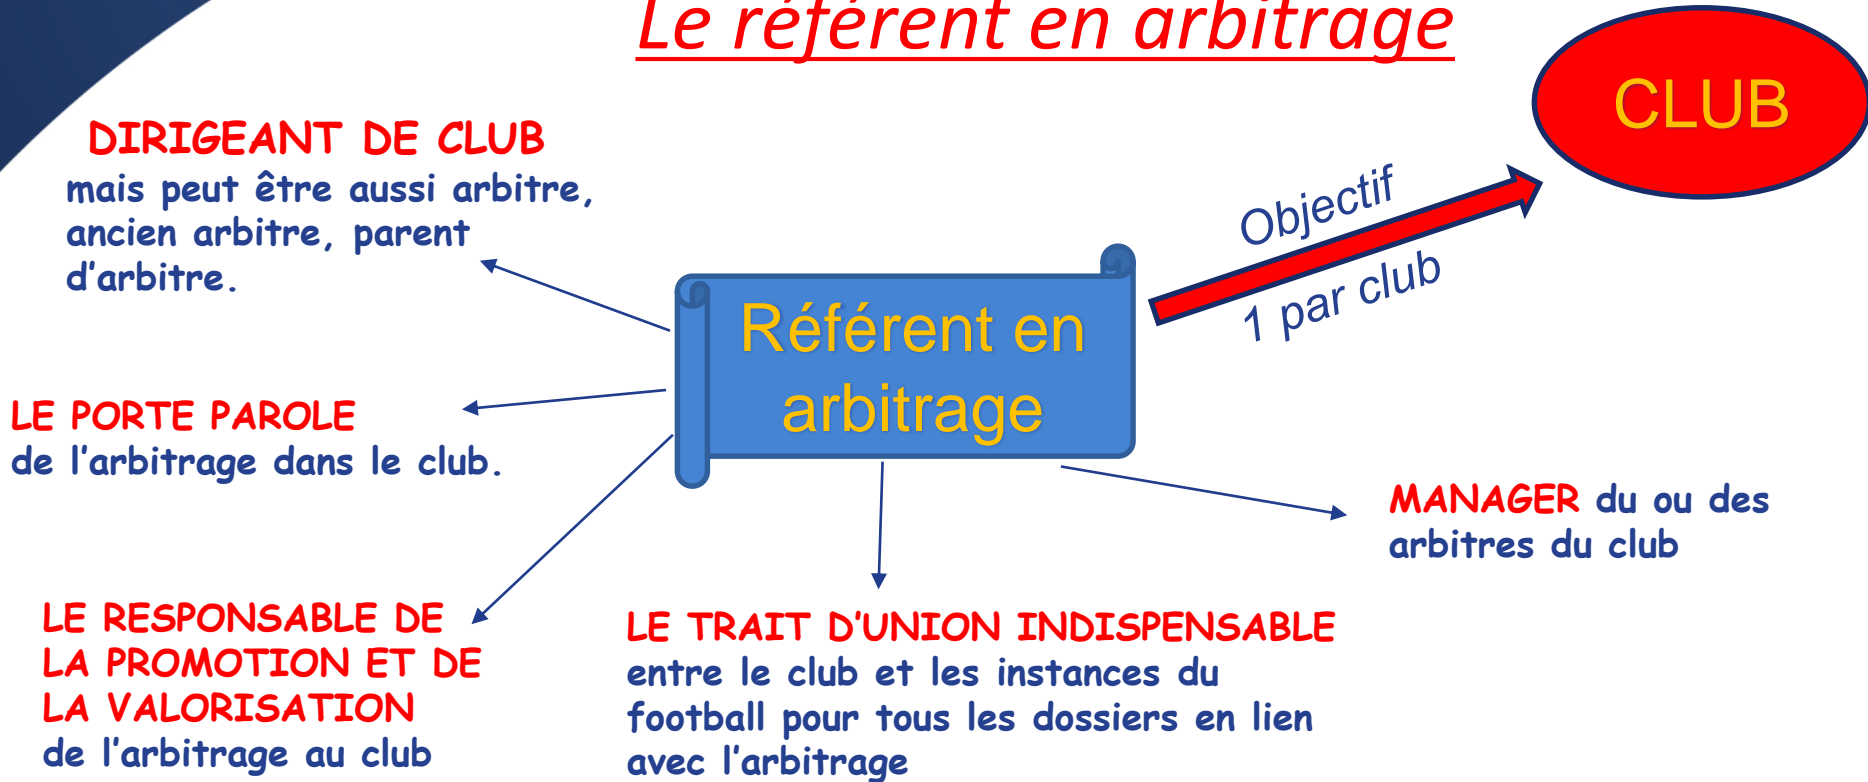 Le référent en arbitrage
CLUB
DIRIGEANT DE CLUB
mais peut être aussi arbitre,
ancien arbitre, parent
d'arbitre.
Objectif
1 par club
Référent en
arbitrage
LE PORTE PAROLE
de l'arbitrage dans le club.
MANAGER du ou des
arbitres du club
LE RESPONSABLE DE
LA PROMOTION ET DE
LA VALORISATION
de l'arbitrage au club
LE TRAIT D'UNION INDISPENSABLE
entre le club et les instances du
football pour tous les dossiers en lien
avec l'arbitrage